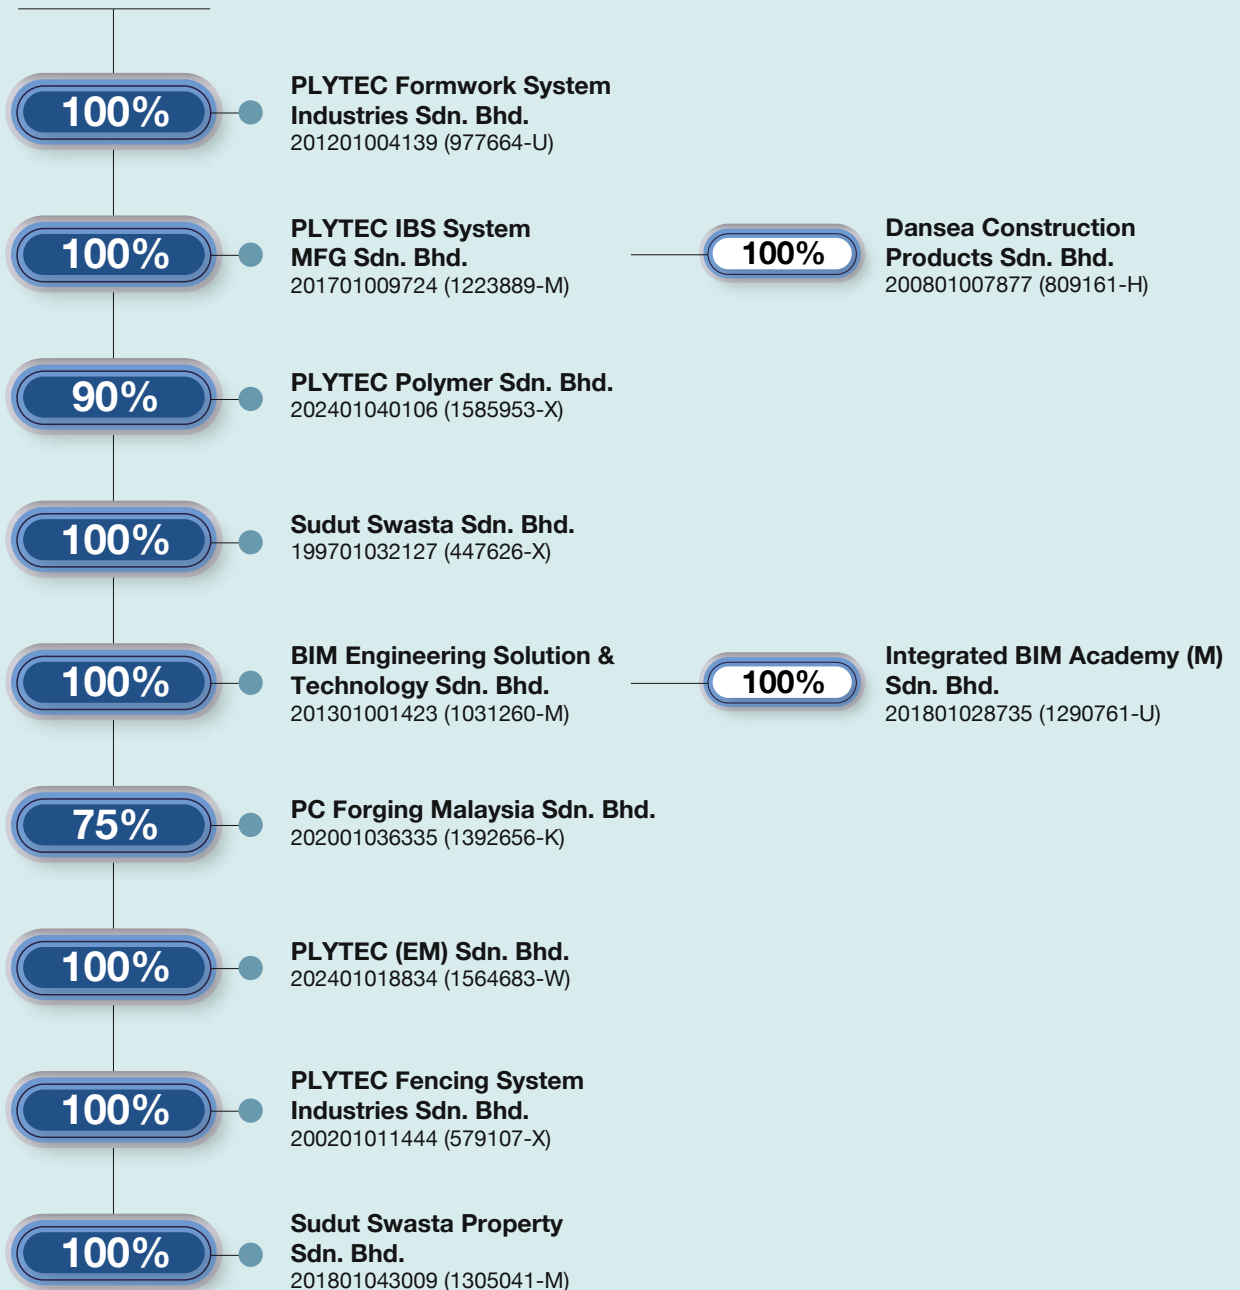 100%
PLYTEC Formwork System
Industries Sdn. Bhd.
201201004139 (977664-U)
100%
PLYTEC IBS System
MFG Sdn. Bhd.
201701009724 (1223889-M)
100%
Dansea Construction
Products Sdn. Bhd.
200801007877 (809161-H)
90%
PLYTEC Polymer Sdn. Bhd.
202401040106 (1585953-X)
100%
Sudut Swasta Sdn. Bhd.
199701032127 (447626-X)
100%
BIM Engineering Solution &
Technology Sdn. Bhd.
201301001423 (1031260-M)
100%
Integrated BIM Academy (M)
Sdn. Bhd.
201801028735 (1290761-U)
75%
PC Forging Malaysia Sdn. Bhd.
202001036335 (1392656-K)
100%
PLYTEC (EM) Sdn. Bhd.
202401018834 (1564683-W)
100%
PLYTEC Fencing System
Industries Sdn. Bhd.
200201011444 (579107-X)
100%
Sudut Swasta Property
Sdn. Bhd.
201801043009 (1305041-M)